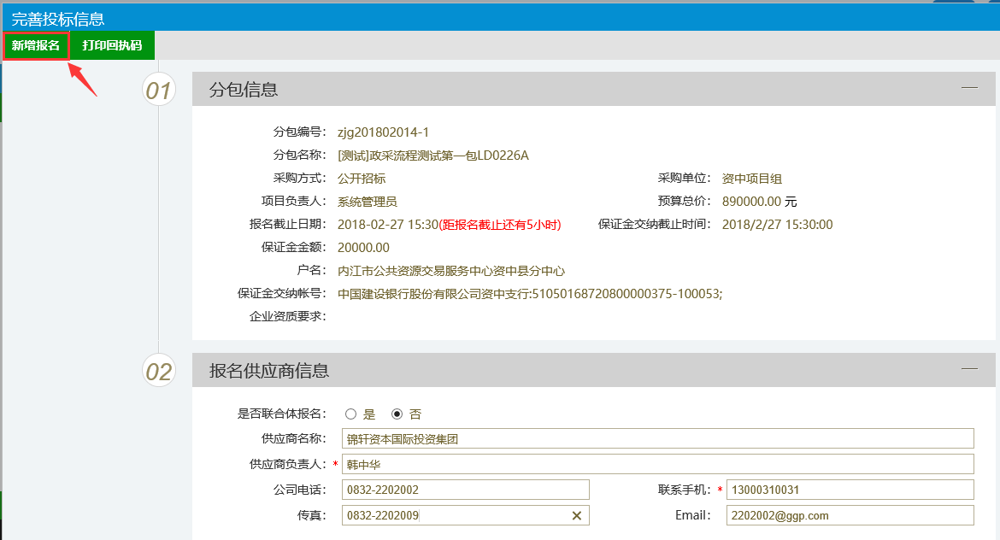 完善投标信息
新增报名 打印回执码
01 分包信息
分包编号： zjg201802014-1
分包名称： [测试]政采流程测试第一包LD0226A
采购方式： 公开招标 采购单位： 资中项目组
项目负责人： 系统管理员 预算总价： 890000.00 元
报名截止日期： 2018-02-27 15:30(距报名截止还有5小时) 保证金交纳截止时间： 2018/2/27 15:30:00
保证金金额： 20000.00
户名： 内江市公共资源交易服务中心资中县分中心
保证金交纳帐号： 中国建设银行股份有限公司资中支行:51050168720800000375-100053;
企业资质要求：
02 报名供应商信息
是否联合体报名： 是 否
供应商名称： 锦轩资本国际投资集团
供应商负责人：* 韩中华
公司电话： 0832-2202002 联系手机：* 13000310031
传真： 0832-2202009 Email： 2202002@ggp.com